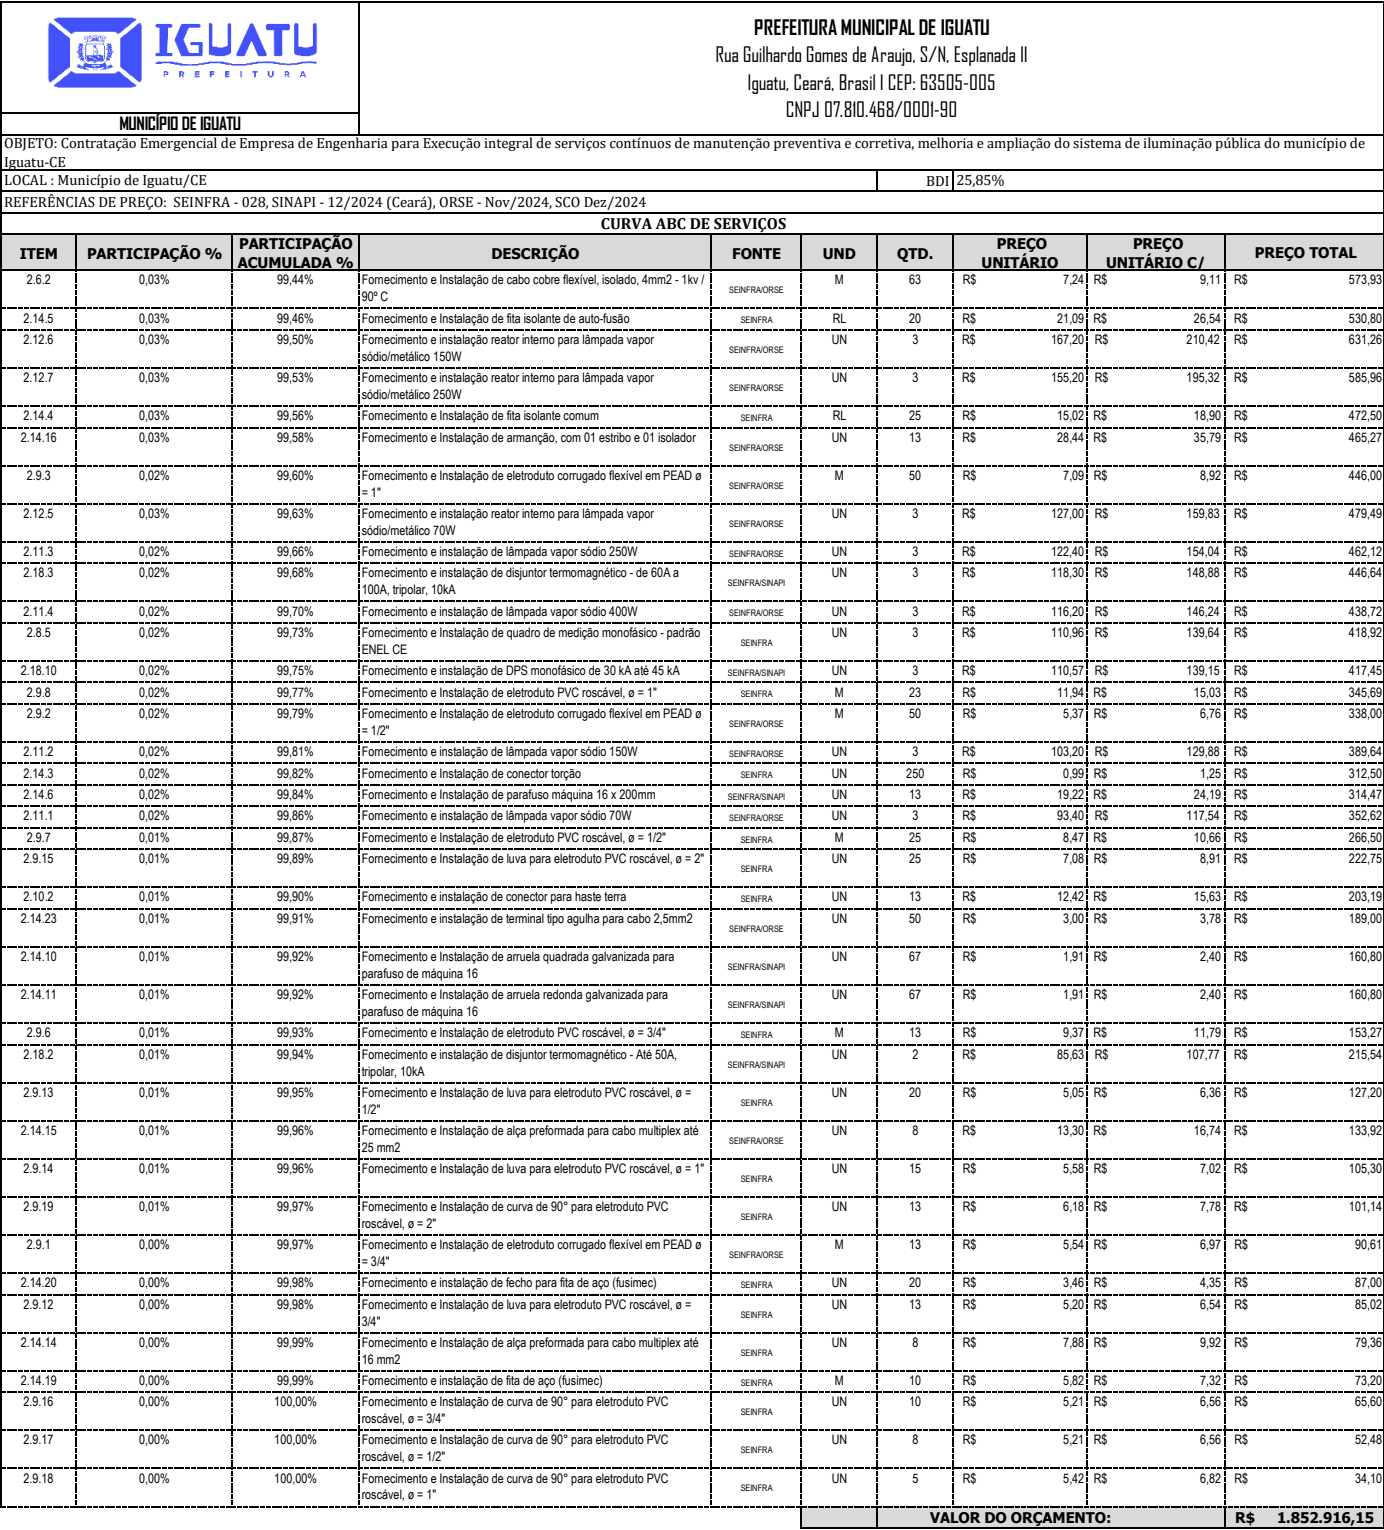 IGUATU
PREFEITURA
MUNICÍPIO DE IGUATU
PREFEITURA MUNICIPAL DE IGUATU
Rua Guilhardo Gomes de Araujo, S/N, Esplanada II
Iguatu, Ceará, Brasil | CEP: 63505-005
CNPJ 07.810.468/0001-90
OBJETO: Contratação Emergencial de Empresa de Engenharia para Execução integral de serviços contínuos de manutenção preventiva e corretiva, melhoria e ampliação do sistema de iluminação pública do município de
Iguatu-CE
LOCAL : Município de Iguatu/CE BDI 25,85%
REFERÊNCIAS DE PREÇO: SEINFRA - 028, SINAPI - 12/2024 (Ceará), ORSE - Nov/2024, SCO Dez/2024
CURVA ABC DE SERVIÇOS
ITEM PARTICIPAÇÃO % PARTICIPAÇÃO ACUMULADA % DESCRIÇÃO FONTE UND QTD. PREÇO UNITÁRIO PREÇO UNITÁRIO C/ PREÇO TOTAL
2.6.2 0,03% 99,44% Fornecimento e Instalação de cabo cobre flexível, isolado, 4mm2 - 1kv / SEINFRA/ORSE M 63 R$ 7,24 R$ 9,11 R$ 573,93
90º C
2.14.5 0,03% 99,46% Fornecimento e Instalação de fita isolante de auto-fusão SEINFRA RL 20 R$ 21,09 R$ 26,54 R$ 530,80
2.12.6 0,03% 99,50% Fornecimento e instalação reator interno para lâmpada vapor SEINFRA/ORSE UN 3 R$ 167,20 R$ 210,42 R$ 631,26
sódio/metálico 150W
2.12.7 0,03% 99,53% Fornecimento e instalação reator interno para lâmpada vapor SEINFRA/ORSE UN 3 R$ 155,20 R$ 195,32 R$ 585,96
sódio/metálico 250W
2.14.4 0,03% 99,56% Fornecimento e Instalação de fita isolante comum SEINFRA RL 25 R$ 15,02 R$ 18,90 R$ 472,50
2.14.16 0,03% 99,58% Fornecimento e Instalação de armanção, com 01 estribo e 01 isolador SEINFRA/ORSE UN 13 R$ 28,44 R$ 35,79 R$ 465,27
2.9.3 0,02% 99,60% Fornecimento e Instalação de eletroduto corrugado flexível em PEAD ø SEINFRA/ORSE M 50 R$ 7,09 R$ 8,92 R$ 446,00
= 1"
2.12.5 0,03% 99,63% Fornecimento e instalação reator interno para lâmpada vapor SEINFRA/ORSE UN 3 R$ 127,00 R$ 159,83 R$ 479,49
sódio/metálico 70W
2.11.3 0,02% 99,66% Fornecimento e instalação de lâmpada vapor sódio 250W SEINFRA/ORSE UN 3 R$ 122,40 R$ 154,04 R$ 462,12
2.18.3 0,02% 99,68% Fornecimento e instalação de disjuntor termomagnético - de 60A a SEINFRA/SINAPI UN 3 R$ 118,30 R$ 148,88 R$ 446,64
100A, tripolar, 10kA
2.11.4 0,02% 99,70% Fornecimento e instalação de lâmpada vapor sódio 400W SEINFRA/ORSE UN 3 R$ 116,20 R$ 146,24 R$ 438,72
2.8.5 0,02% 99,73% Fornecimento e Instalação de quadro de medição monofásico - padrão SEINFRA UN 3 R$ 110,96 R$ 139,64 R$ 418,92
ENEL CE
2.18.10 0,02% 99,75% Fornecimento e instalação de DPS monofásico de 30 kA até 45 kA SEINFRA/SINAPI UN 3 R$ 110,57 R$ 139,15 R$ 417,45
2.9.8 0,02% 99,77% Fornecimento e Instalação de eletroduto PVC roscável, ø = 1" SEINFRA M 23 R$ 11,94 R$ 15,03 R$ 345,69
2.9.2 0,02% 99,79% Fornecimento e Instalação de eletroduto corrugado flexível em PEAD ø SEINFRA/ORSE M 50 R$ 5,37 R$ 6,76 R$ 338,00
= 1/2"
2.11.2 0,02% 99,81% Fornecimento e instalação de lâmpada vapor sódio 150W SEINFRA/ORSE UN 3 R$ 103,20 R$ 129,88 R$ 389,64
2.14.3 0,02% 99,82% Fornecimento e Instalação de conector torção SEINFRA UN 250 R$ 0,99 R$ 1,25 R$ 312,50
2.14.6 0,02% 99,84% Fornecimento e Instalação de parafuso máquina 16 x 200mm SEINFRA/SINAPI UN 13 R$ 19,22 R$ 24,19 R$ 314,47
2.11.1 0,02% 99,86% Fornecimento e instalação de lâmpada vapor sódio 70W SEINFRA/ORSE UN 3 R$ 93,40 R$ 117,54 R$ 352,62
2.9.7 0,01% 99,87% Fornecimento e Instalação de eletroduto PVC roscável, ø = 1/2" SEINFRA M 25 R$ 8,47 R$ 10,66 R$ 266,50
2.9.15 0,01% 99,89% Fornecimento e Instalação de luva para eletroduto PVC roscável, ø = 2" SEINFRA UN 25 R$ 7,08 R$ 8,91 R$ 222,75
2.10.2 0,01% 99,90% Fornecimento e instalação de conector para haste terra SEINFRA UN 13 R$ 12,42 R$ 15,63 R$ 203,19
2.14.23 0,01% 99,91% Fornecimento e instalação de terminal tipo agulha para cabo 2,5mm2 SEINFRA/ORSE UN 50 R$ 3,00 R$ 3,78 R$ 189,00
2.14.10 0,01% 99,92% Fornecimento e Instalação de arruela quadrada galvanizada para SEINFRA/SINAPI UN 67 R$ 1,91 R$ 2,40 R$ 160,80
parafuso de máquina 16
2.14.11 0,01% 99,92% Fornecimento e Instalação de arruela redonda galvanizada para SEINFRA/SINAPI UN 67 R$ 1,91 R$ 2,40 R$ 160,80
parafuso de máquina 16
2.9.6 0,01% 99,93% Fornecimento e Instalação de eletroduto PVC roscável, ø = 3/4" SEINFRA M 13 R$ 9,37 R$ 11,79 R$ 153,27
2.18.2 0,01% 99,94% Fornecimento e instalação de disjuntor termomagnético - Até 50A, SEINFRA/SINAPI UN 2 R$ 85,63 R$ 107,77 R$ 215,54
tripolar, 10kA
2.9.13 0,01% 99,95% Fornecimento e Instalação de luva para eletroduto PVC roscável, ø = SEINFRA UN 20 R$ 5,05 R$ 6,36 R$ 127,20
1/2"
2.14.15 0,01% 99,96% Fornecimento e Instalação de alça preformada para cabo multiplex até SEINFRA/ORSE UN 8 R$ 13,30 R$ 16,74 R$ 133,92
25 mm2
2.9.14 0,01% 99,96% Fornecimento e Instalação de luva para eletroduto PVC roscável, ø = 1" SEINFRA UN 15 R$ 5,58 R$ 7,02 R$ 105,30
2.9.19 0,01% 99,97% Fornecimento e Instalação de curva de 90° para eletroduto PVC SEINFRA UN 13 R$ 6,18 R$ 7,78 R$ 101,14
roscável, ø = 2"
2.9.1 0,00% 99,97% Fornecimento e Instalação de eletroduto corrugado flexível em PEAD ø SEINFRA/ORSE M 13 R$ 5,54 R$ 6,97 R$ 90,61
= 3/4"
2.14.20 0,00% 99,98% Fornecimento e instalação de fecho para fita de aço (fusimec) SEINFRA UN 20 R$ 3,46 R$ 4,35 R$ 87,00
2.9.12 0,00% 99,98% Fornecimento e Instalação de luva para eletroduto PVC roscável, ø = SEINFRA UN 13 R$ 5,20 R$ 6,54 R$ 85,02
3/4"
2.14.14 0,00% 99,99% Fornecimento e Instalação de alça preformada para cabo multiplex até SEINFRA UN 8 R$ 7,88 R$ 9,92 R$ 79,36
16 mm2
2.14.19 0,00% 99,99% Fornecimento e instalação de fita de aço (fusimec) SEINFRA M 10 R$ 5,82 R$ 7,32 R$ 73,20
2.9.16 0,00% 100,00% Fornecimento e Instalação de curva de 90° para eletroduto PVC SEINFRA UN 10 R$ 5,21 R$ 6,56 R$ 65,60
roscável, ø = 3/4"
2.9.17 0,00% 100,00% Fornecimento e Instalação de curva de 90° para eletroduto PVC SEINFRA UN 8 R$ 5,21 R$ 6,56 R$ 52,48
roscável, ø = 1/2"
2.9.18 0,00% 100,00% Fornecimento e Instalação de curva de 90° para eletroduto PVC SEINFRA UN 5 R$ 5,42 R$ 6,82 R$ 34,10
roscável, ø = 1"
VALOR DO ORÇAMENTO: R$ 1.852.916,15